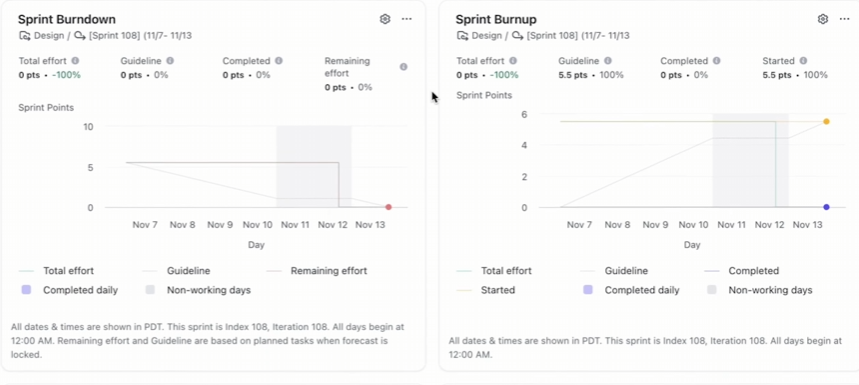 Sprint Burndown
Design / [Sprint 108] (11/7- 11/13
Total effort
0 pts • -100%
Guideline
0 pts • 0%
Completed
0 pts • 0%
Remaining
effort
0 pts • 0%
Sprint Points
10
5
0
Nov 7 Nov 8 Nov 9 Nov 10 Nov 11 Nov 12 Nov 13
Day
Total effort Guideline Remaining effort
Completed daily Non-working days
All dates & times are shown in PDT. This sprint is Index 108, Iteration 108. All days begin at
12:00 AM. Remaining effort and Guideline are based on planned tasks when forecast is
locked.
Sprint Burnup
Design / [Sprint 108] (11/7- 11/13
Total effort
0 pts • -100%
Guideline
5.5 pts • 100%
Completed
0 pts • 0%
Started
5.5 pts • 100%
Sprint Points
6
4
2
0
Nov 7 Nov 8 Nov 9 Nov 10 Nov 11 Nov 12 Nov 13
Day
Total effort Guideline Completed
Started Completed daily Non-working days
All dates & times are shown in PDT. This sprint is Index 108, Iteration 108. All days begin at
12:00 AM.